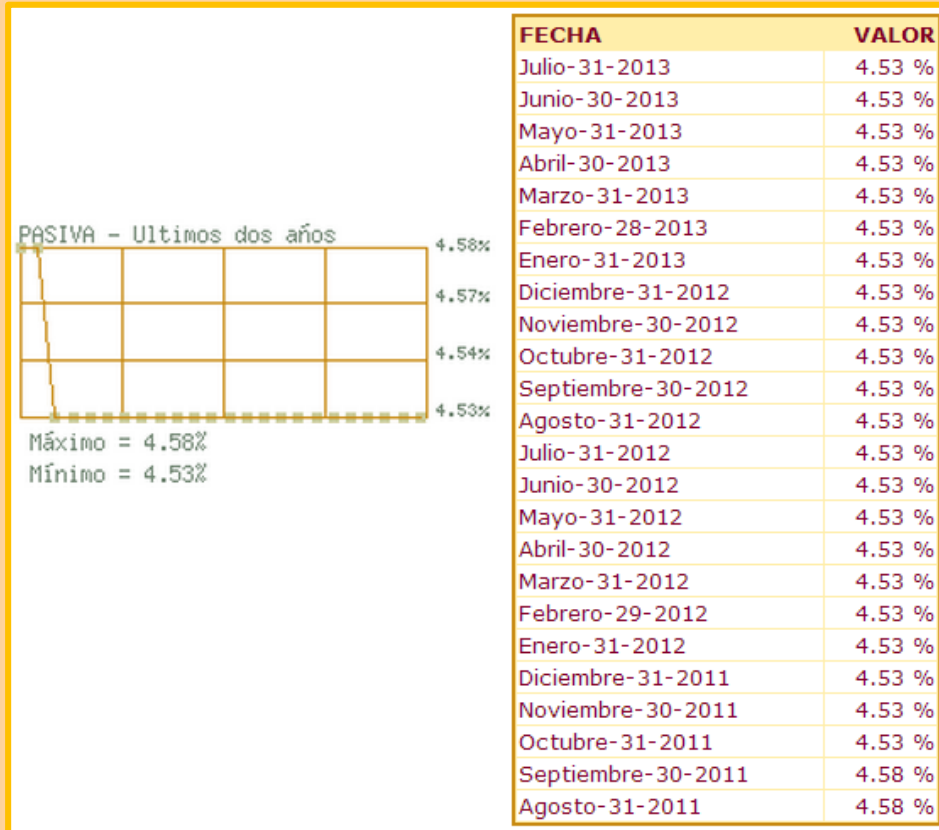 PASIVA - Ultimos dos años
4.58%
4.57%
4.54%
4.53%
Máximo = 4.58%
Mínimo = 4.53%
FECHA VALOR
Julio-31-2013 4.53 %
Junio-30-2013 4.53 %
Mayo-31-2013 4.53 %
Abril-30-2013 4.53 %
Marzo-31-2013 4.53 %
Febrero-28-2013 4.53 %
Enero-31-2013 4.53 %
Diciembre-31-2012 4.53 %
Noviembre-30-2012 4.53 %
Octubre-31-2012 4.53 %
Septiembre-30-2012 4.53 %
Agosto-31-2012 4.53 %
Julio-31-2012 4.53 %
Junio-30-2012 4.53 %
Mayo-31-2012 4.53 %
Abril-30-2012 4.53 %
Marzo-31-2012 4.53 %
Febrero-29-2012 4.53 %
Enero-31-2012 4.53 %
Diciembre-31-2011 4.53 %
Noviembre-30-2011 4.53 %
Octubre-31-2011 4.53 %
Septiembre-30-2011 4.58 %
Agosto-31-2011 4.58 %